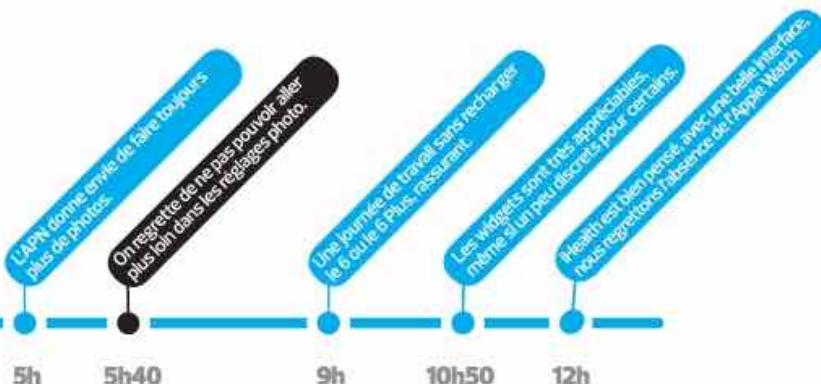 L'APN donne envie de faire toujours
plus de photos.
On regrette de ne pas pouvoir aller
plus loin dans les réglages photo.
Une journée de travail sans recharger
le 6 ou le 6 Plus, rassurant.
Les widgets sont très appréciables,
même si un peu discrets pour certains.
iHealth est bien pensé, avec une belle interface,
nous regrettons l'absence de l'Apple Watch
5h
5h40
9h
10h50
12h